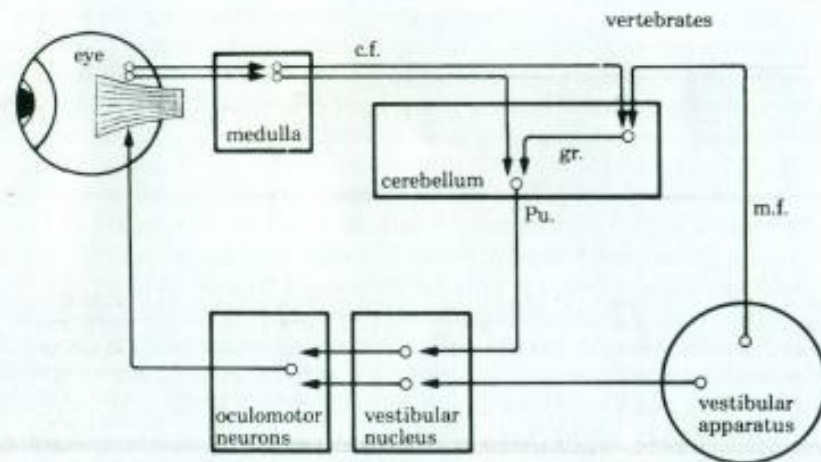 vertebrates
eye
c.f.
medulla
gr.
cerebellum
Pu.
m.f.
oculomotor
neurons
vestibular
nucleus
vestibular
apparatus